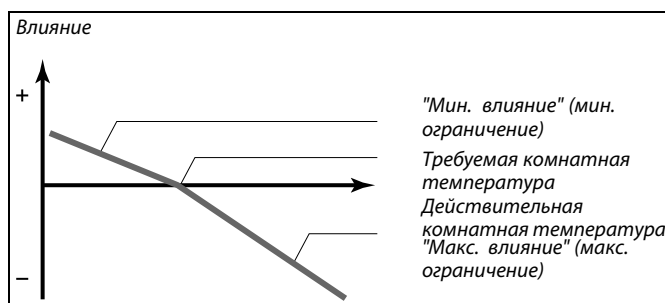 Влияние
+
"Мин. влияние" (мин.
ограничение)
Требуемая комнатная
температура
Действительная
комнатная температура
"Макс. влияние" (макс.
ограничение)
−